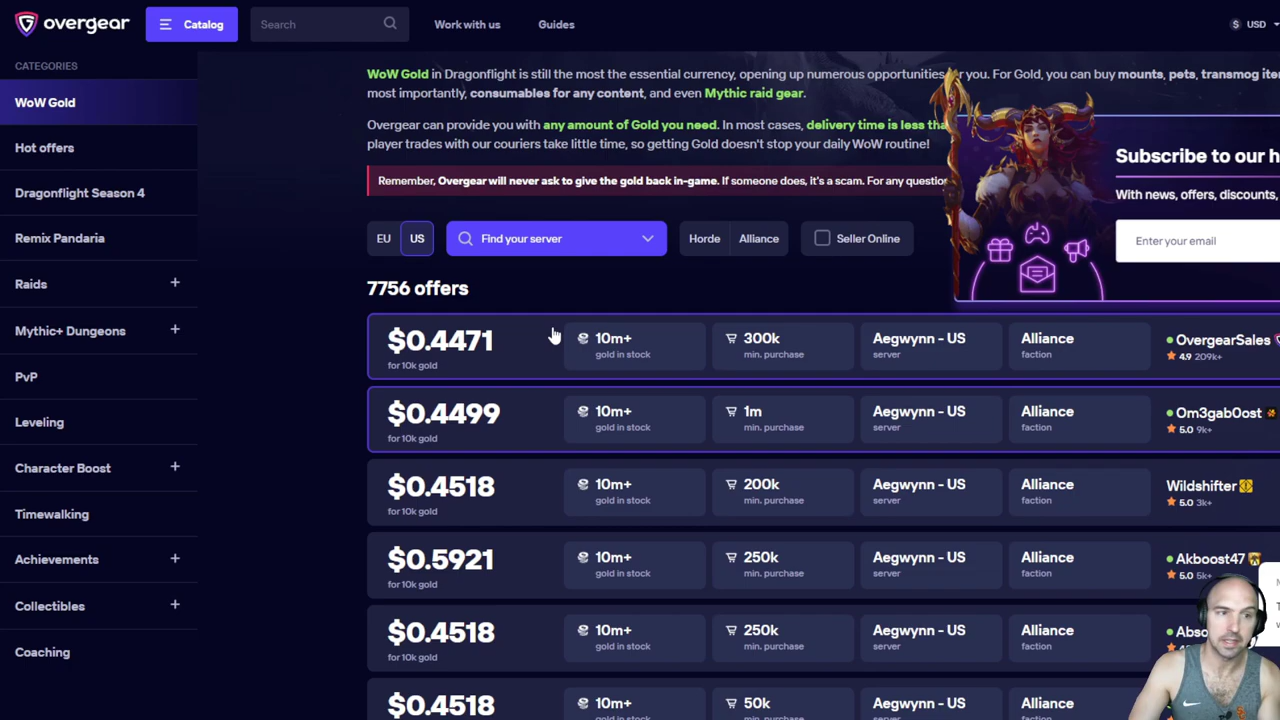 overgear
Catalog
Search
Work with us
Guides
$ USD
CATEGORIES
WoW Gold
Hot offers
Dragonflight Season 4
Remix Pandaria
Raids
Mythic+ Dungeons
PvP
Leveling
Character Boost
Timewalking
Achievements
Collectibles
Coaching
WoW Gold in Dragonflight is still the most the essential currency, opening up numerous opportunities for you. For Gold, you can buy mounts, pets, transmog
most importantly, consumables for any content, and even Mythic raid gear.
Overgear can provide you with any amount of Gold you need. In most cases, delivery time is less
player trades with our couriers take little time, so getting Gold doesn't stop your daily WoW routine!
Remember, Overgear will never ask to give the gold back in-game. If someone does, it's a scam. For any
Subscribe to our
With news, offers, discounts,
Enter your email
EU
US
Find your server
Horde
Alliance
Seller Online
7756 offers
$0.4471 10m+ 300k Aegwynn - US Alliance OvergearSales
for 10k gold gold in stock min. purchase server faction 4.9 209k+
$0.4499 10m+ 1m Aegwynn - US Alliance Om3gab0ost
for 10k gold gold in stock min. purchase server faction 5.0 9k+
$0.4518 10m+ 200k Aegwynn - US Alliance Wildshifter
for 10k gold gold in stock min. purchase server faction 5.0 3k+
$0.5921 10m+ 250k Aegwynn - US Alliance Akboost47
for 10k gold gold in stock min. purchase server faction 5.0 5k+
$0.4518 10m+ 250k Aegwynn - US Alliance
for 10k gold gold in stock min. purchase server faction
$0.4518 10m+ 50k Aegwynn - US Alliance